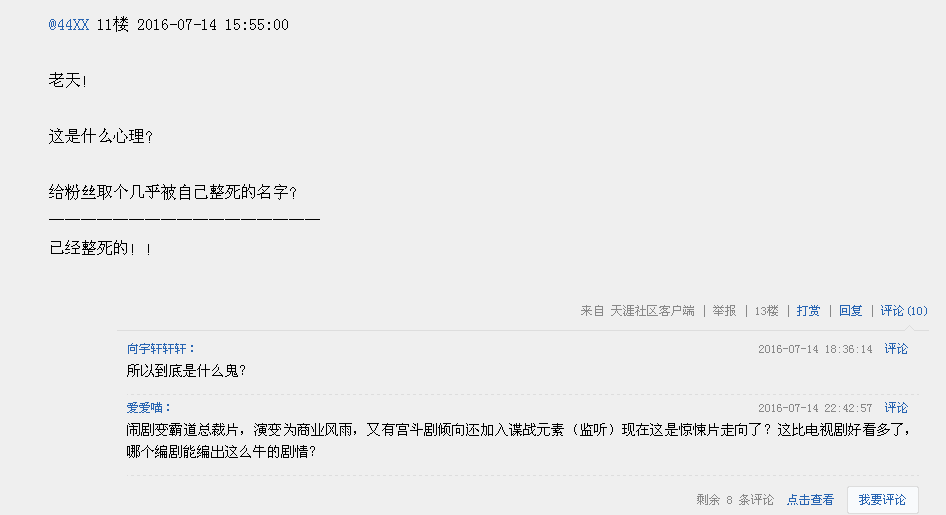 @44XX 11楼 2016-07-14 15:55:00
老天!
这是什么心理?
给粉丝取个几乎被自己整死的名字?
—————————————————
已经整死的!!
来自 天涯社区客户端 | 举报 | 13楼 | 打赏 | 回复 | 评论(10)
向宇轩轩轩: 2016-07-14 18:36:14 评论
所以到底是什么鬼?
爱爱喵: 2016-07-14 22:42:57 评论
闹剧变霸道总裁片,演变为商业风雨,又有宫斗剧倾向还加入谍战元素(监听)现在这是惊悚片走向了?这比电视剧好看多了,
哪个编剧能编出这么牛的剧情?
剩余 8 条评论 点击查看 我要评论